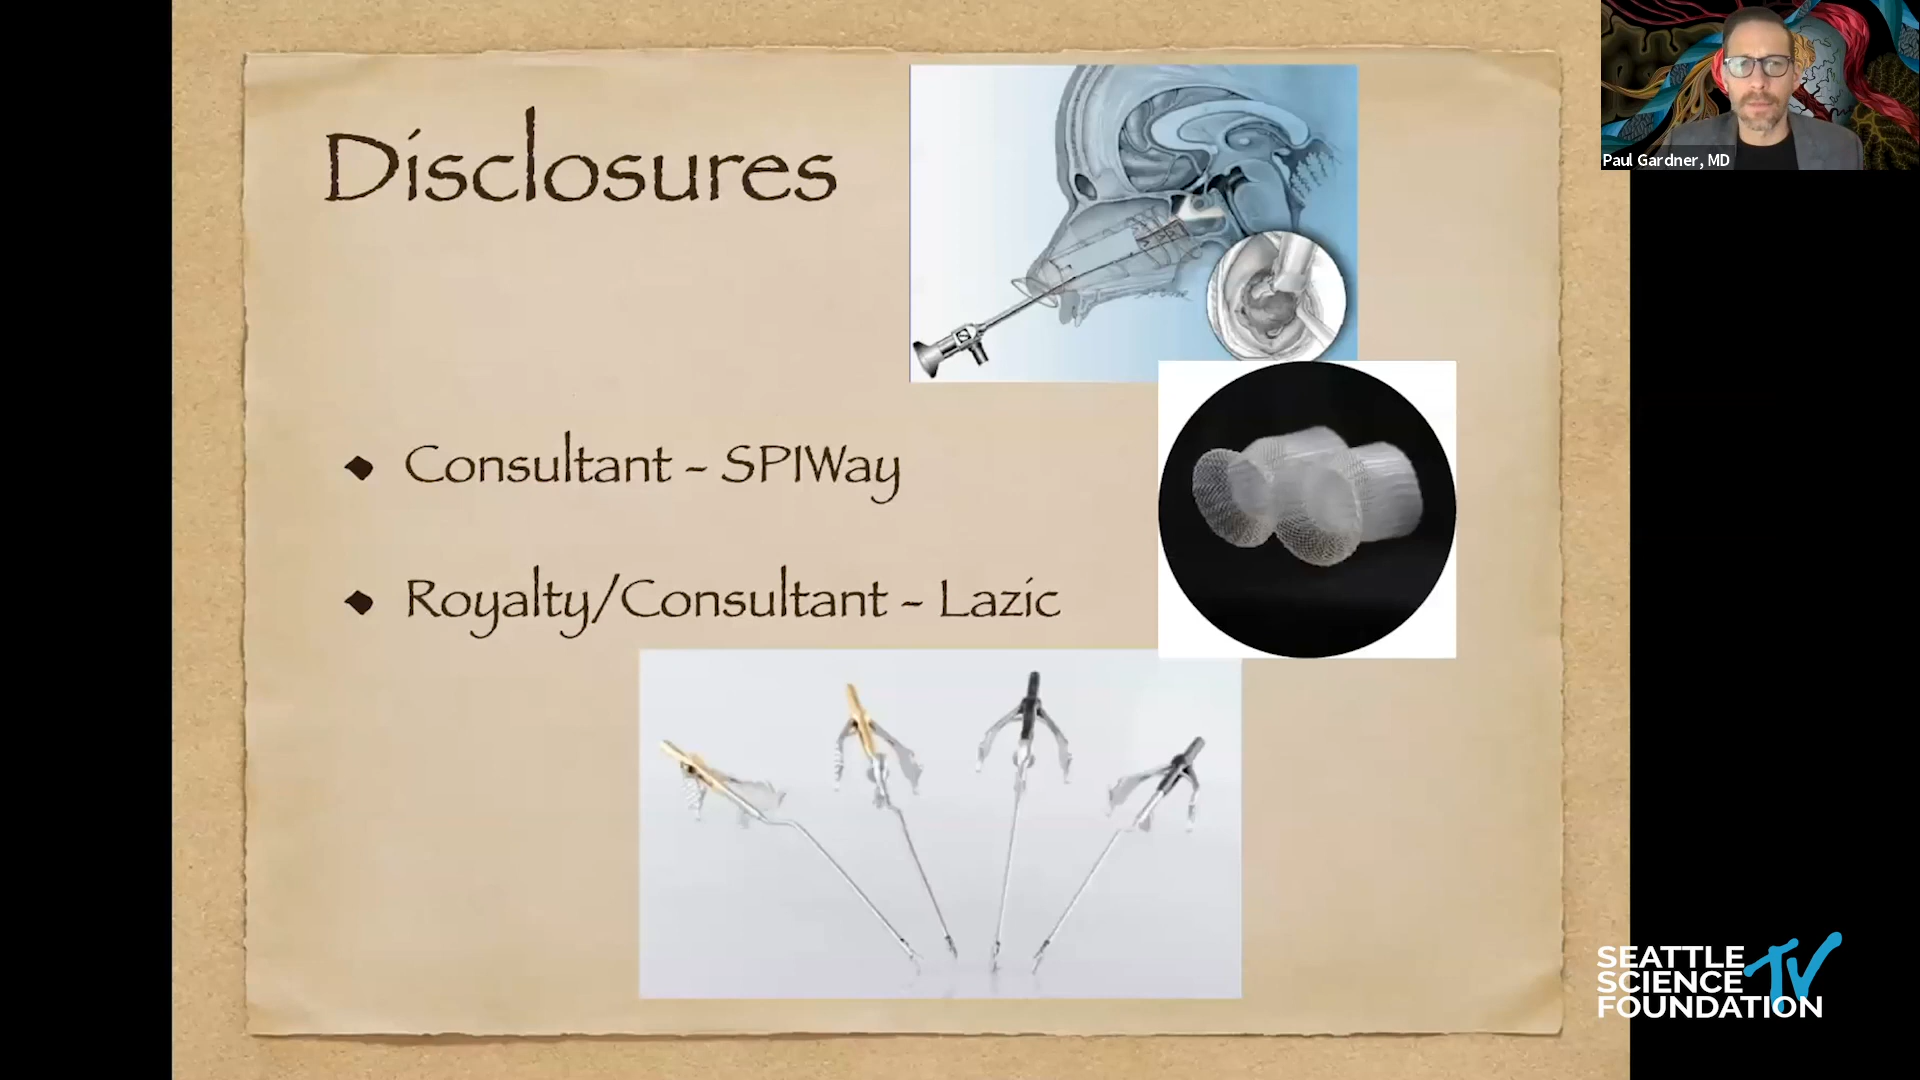 Disclosures
Consultant - SPIWay
Royalty/Consultant - Lazic
Paul Gardner, MD
SEATTLE
SCIENCE
FOUNDATION
TV